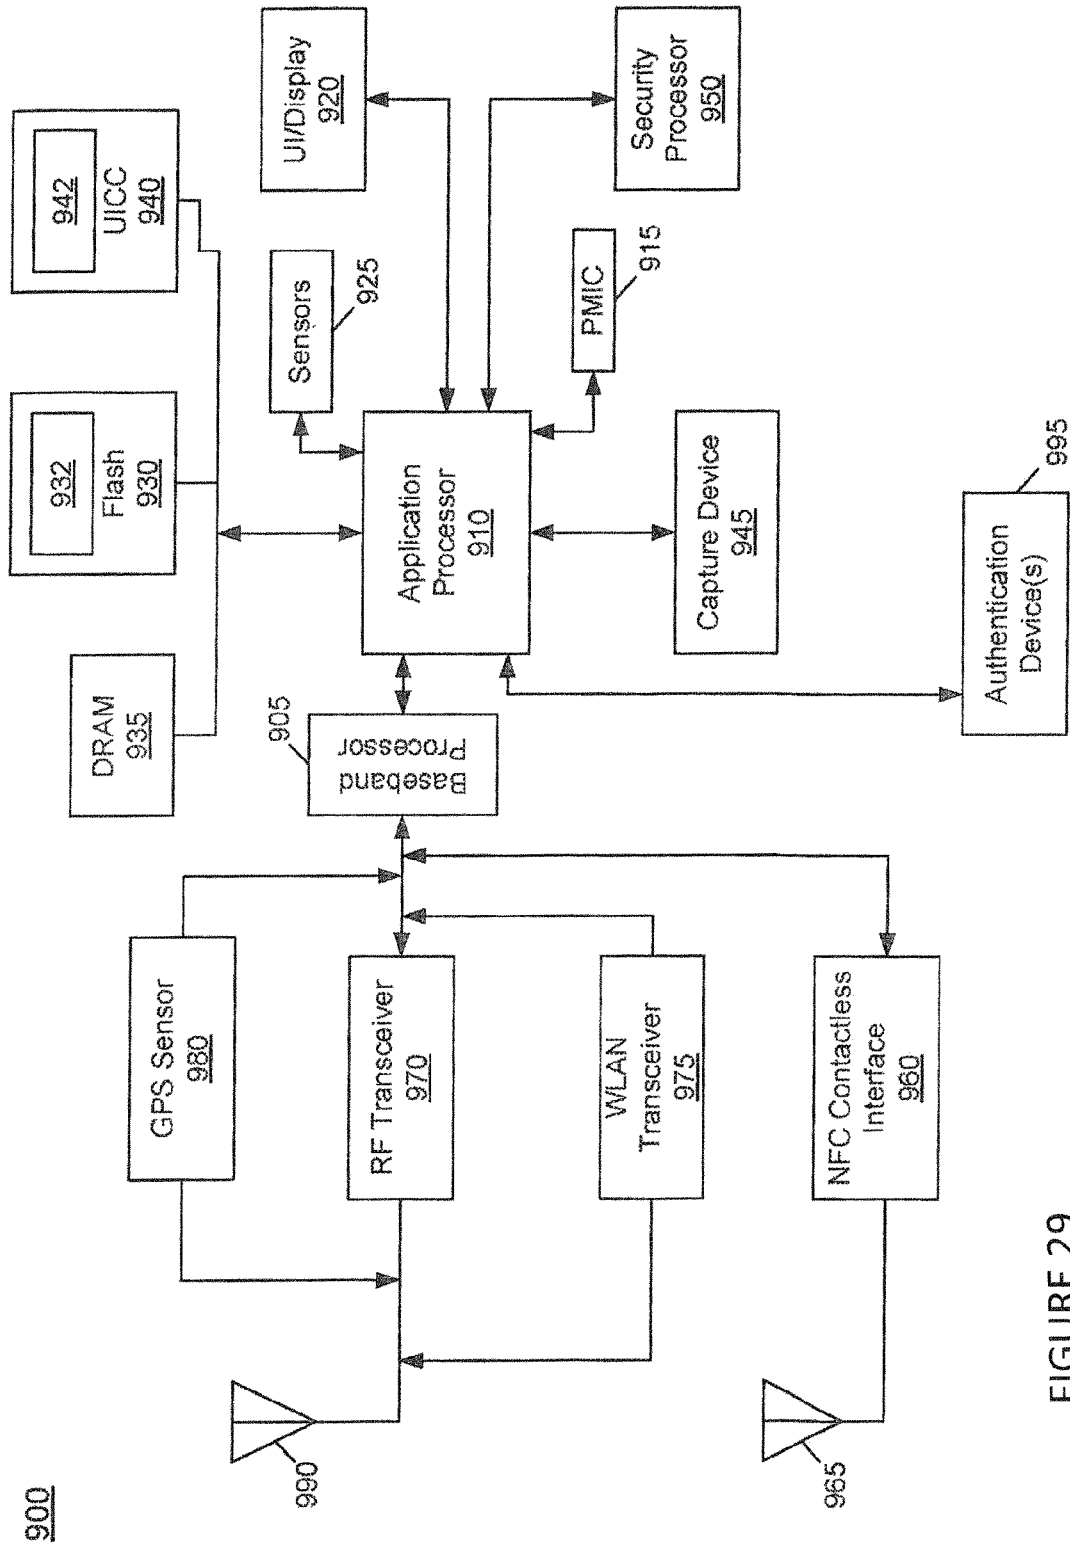 900
990
965
GPS Sensor
980
RF Transceiver
970
WLAN
Transceiver
975
NFC Contactless
Interface
960
Baseband
Processor
905
DRAM
935
932
Flash
930
942
UICC
940
Application
Processor
910
Sensors
925
UI/Display
920
Security
Processor
950
PMIC
915
Capture Device
945
Authentication
Device(s)
995
FIGURE 29